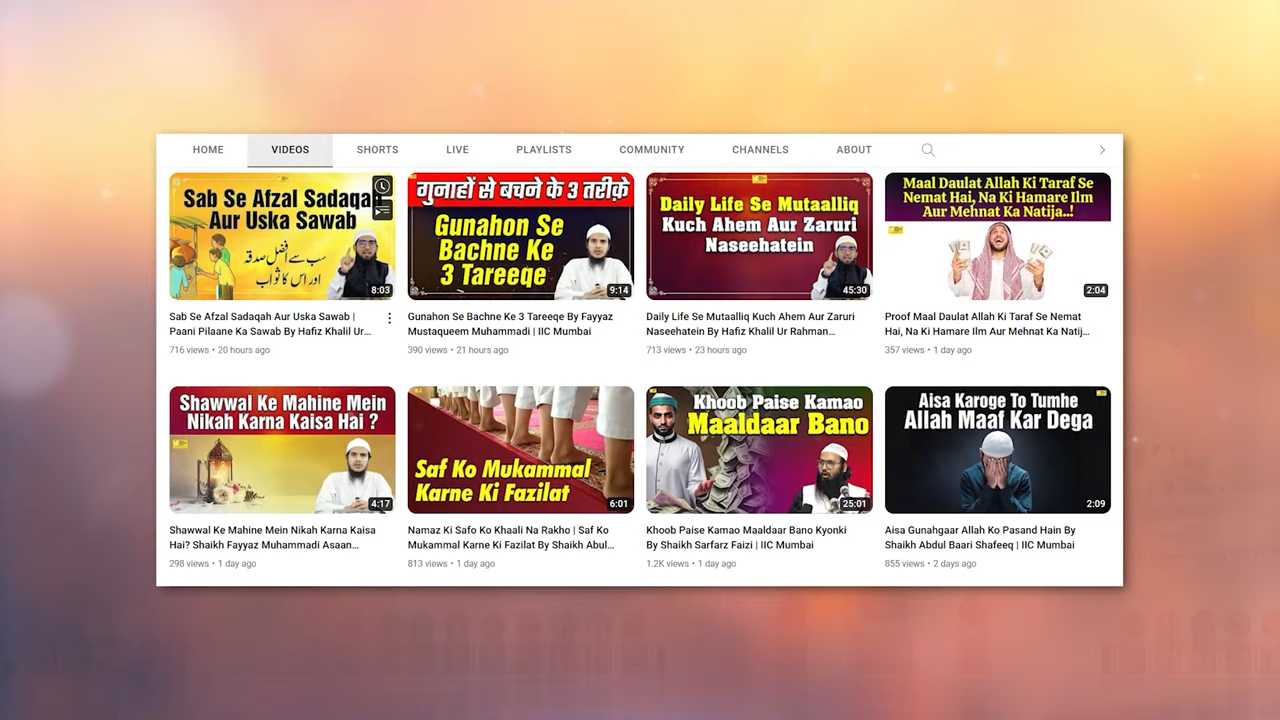 HOME VIDEOS SHORTS LIVE PLAYLISTS COMMUNITY CHANNELS ABOUT
Sab Se Afzal Sadaqah
Aur Uska Sawab
سب سے افضل صدقہ
اور اس کا ثواب
8:03
गुनाहों से बचने के 3 तरीक़े
Gunahon Se
Bachne Ke
3 Tareeqe
9:14
Daily Life Se Mutaalliq
Kuch Ahem Aur Zaruri
Naseehatein
45:30
Maal Daulat Allah Ki Taraf Se
Nemat Hai, Na Ki Hamare Ilm
Aur Mehnat Ka Natija..!
2:04
Sab Se Afzal Sadaqah Aur Uska Sawab |
Paani Pilaane Ka Sawab By Hafiz Khalil Ur...
716 views • 20 hours ago
Gunahon Se Bachne Ke 3 Tareeqe By Fayyaz
Mustaqueem Muhammadi | IIC Mumbai
390 views • 21 hours ago
Daily Life Se Mutaalliq Kuch Ahem Aur Zaruri
Naseehatein By Hafiz Khalil Ur Rahman...
713 views • 23 hours ago
Proof Maal Daulat Allah Ki Taraf Se Nemat
Hai, Na Ki Hamare Ilm Aur Mehnat Ka Natij...
357 views • 1 day ago
Shawwal Ke Mahine Mein
Nikah Karna Kaisa Hai ?
4:17
Saf Ko Mukammal
Karne Ki Fazilat
6:01
Khoob Paise Kamao
Maaldaar Bano
25:01
Aisa Karoge To Tumhe
Allah Maaf Kar Dega
2:09
Shawwal Ke Mahine Mein Nikah Karna Kaisa
Hai? Shaikh Fayyaz Muhammadi Asaan...
298 views • 1 day ago
Namaz Ki Safo Ko Khaali Na Rakho | Saf Ko
Mukammal Karne Ki Fazilat By Shaikh Abul...
813 views • 1 day ago
Khoob Paise Kamao Maaldaar Bano Kyonki
By Shaikh Sarfarz Faizi | IIC Mumbai
1.2K views • 1 day ago
Aisa Gunahgaar Allah Ko Pasand Hain By
Shaikh Abdul Baari Shafeeq | IIC Mumbai
855 views • 2 days ago